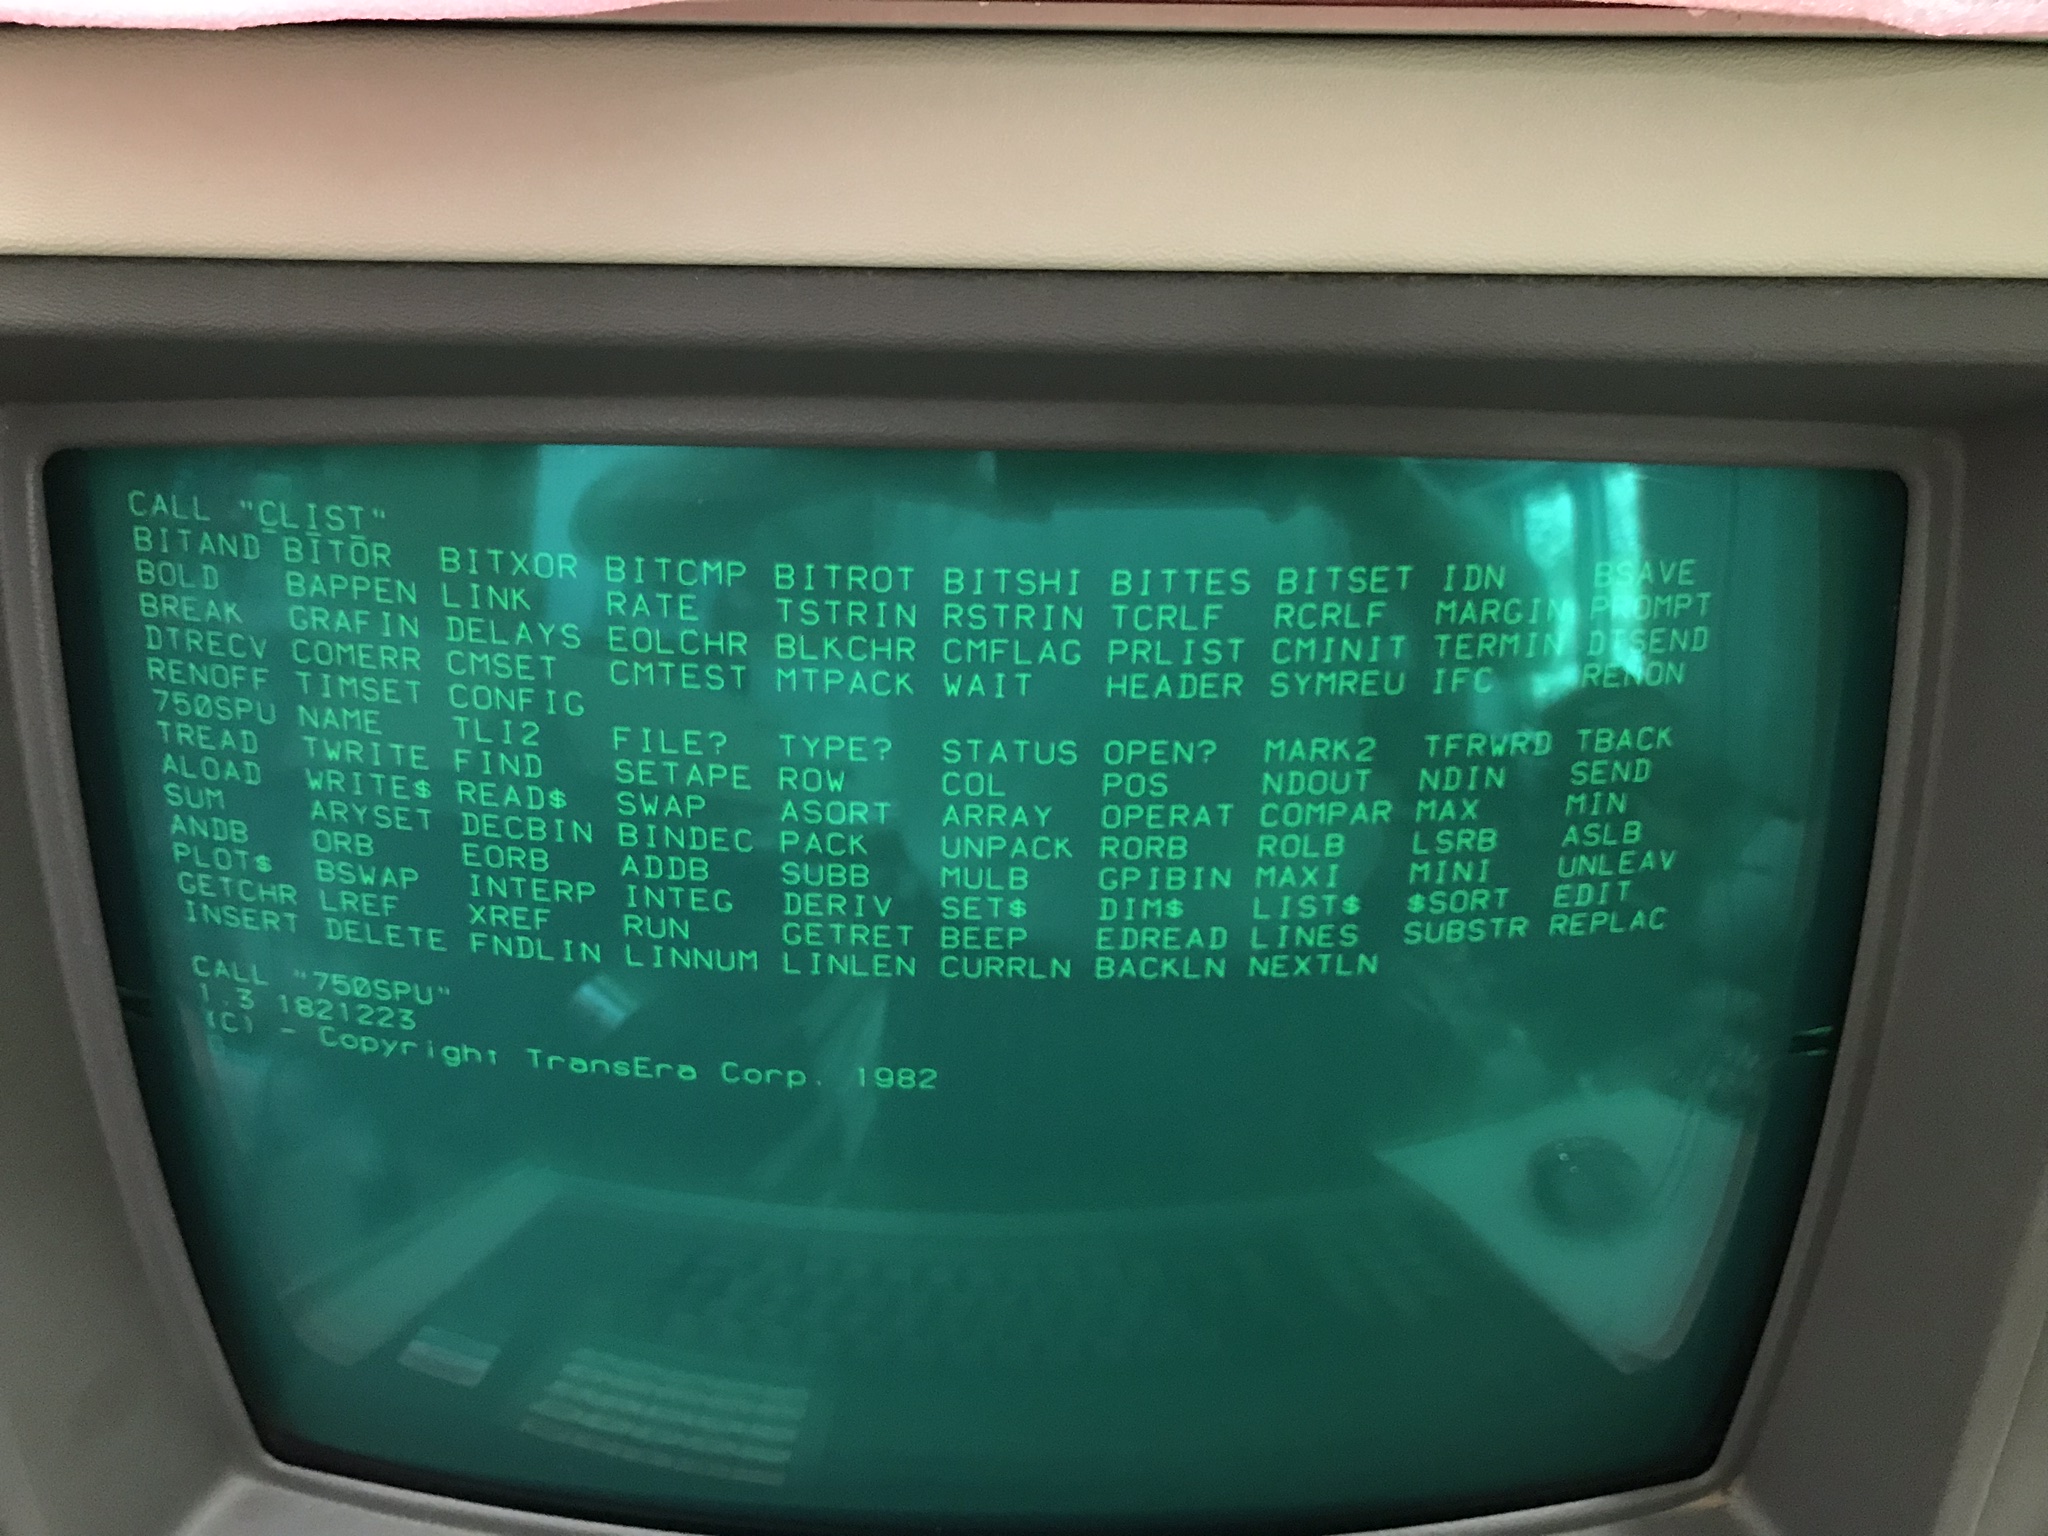 CALL "CLIST"
BITAND BITOR BITXOR BITCMP BITROT BITSHI BITTES BITSET IDN BSAVE
BOLD BAPPEN LINK RATE TSTRIN RSTRIN TCRLF RCRLF MARGIN PROMPT
BREAK GRAFIN DELAYS EOLCHR BLKCHR CMFLAG PRLIST CMINIT TERMIN DTSEND
DTRECV COMERR CMSET CMTEST MTPACK WAIT HEADER SYMREU IFC RENON
RENOFF TIMSET CONFIG
750SPU NAME TLI2 FILE? TYPE? STATUS OPEN? MARK2 TFRWRD TBACK
TREAD TWRITE FIND SETAPE ROW COL POS NDOUT NDIN SEND
ALOAD WRITE$ READ$ SWAP ASORT ARRAY OPERAT COMPAR MAX MIN
SUM ARYSET DECBIN BINDEC PACK UNPACK RORB ROLB LSRB ASLB
ANDB ORB EORB ADDB SUBB MULB GPIBIN MAXI MINI UNLEAV
PLOT$ BSWAP INTERP INTEG DERIV SET$ DIM$ LIST$ $SORT EDIT
GETCHR LREF XREF RUN GETRET BEEP EDREAD LINES SUBSTR REPLAC
INSERT DELETE FNDLIN LINNUM LINLEN CURRLN BACKLN NEXTLN
CALL "750SPU"
1.3 1821223
(C) - Copyright TransEra Corp. 1982